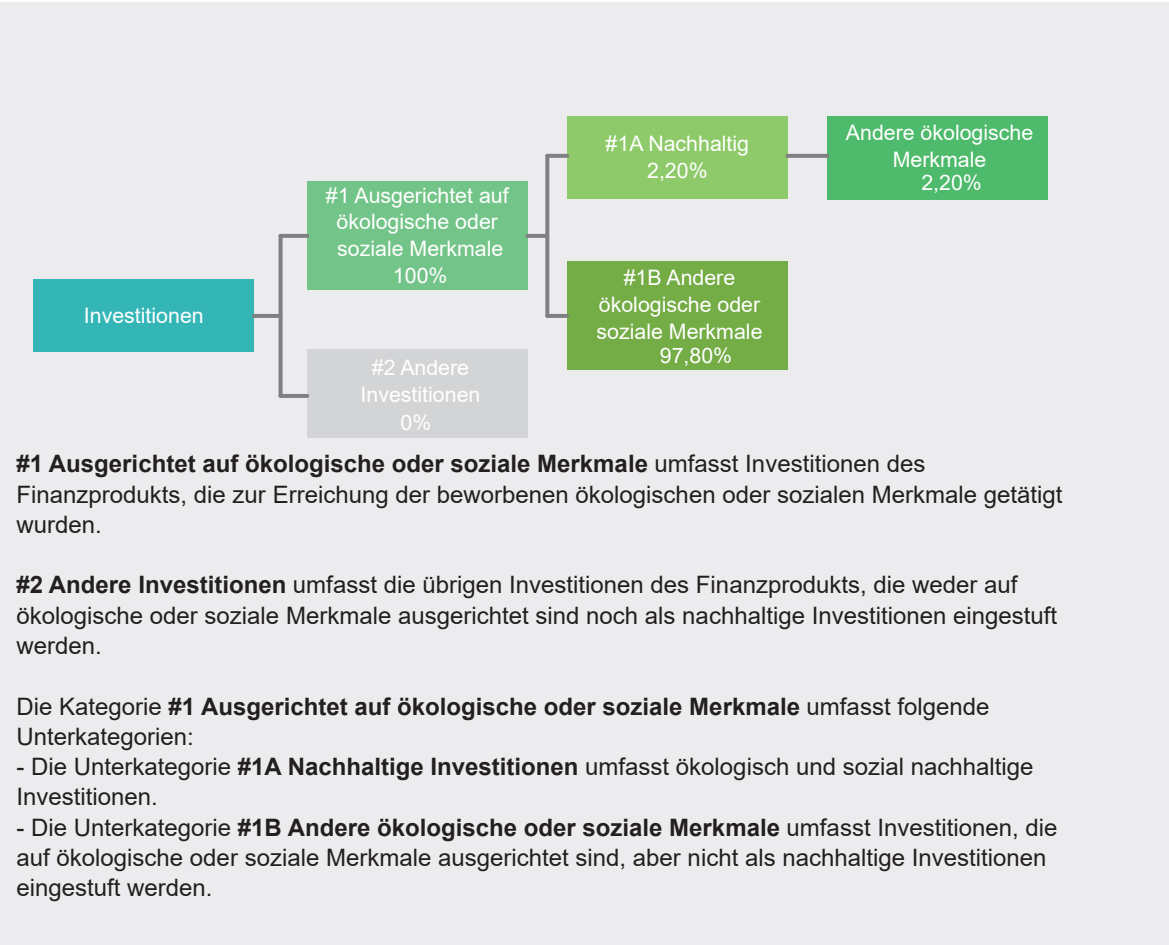 #1A Nachhaltig
2,20%
Andere ökologische
Merkmale
2,20%
#1 Ausgerichtet auf
ökologische oder
soziale Merkmale
100%
#1B Andere
ökologische oder
soziale Merkmale
97,80%
Investitionen
#2 Andere
Investitionen
0%
#1 Ausgerichtet auf ökologische oder soziale Merkmale umfasst Investitionen des
Finanzprodukts, die zur Erreichung der beworbenen ökologischen oder sozialen Merkmale getätigt
wurden.
#2 Andere Investitionen umfasst die übrigen Investitionen des Finanzprodukts, die weder auf
ökologische oder soziale Merkmale ausgerichtet sind noch als nachhaltige Investitionen eingestuft
werden.
Die Kategorie #1 Ausgerichtet auf ökologische oder soziale Merkmale umfasst folgende
Unterkategorien:
- Die Unterkategorie #1A Nachhaltige Investitionen umfasst ökologisch und sozial nachhaltige
Investitionen.
- Die Unterkategorie #1B Andere ökologische oder soziale Merkmale umfasst Investitionen, die
auf ökologische oder soziale Merkmale ausgerichtet sind, aber nicht als nachhaltige Investitionen
eingestuft werden.